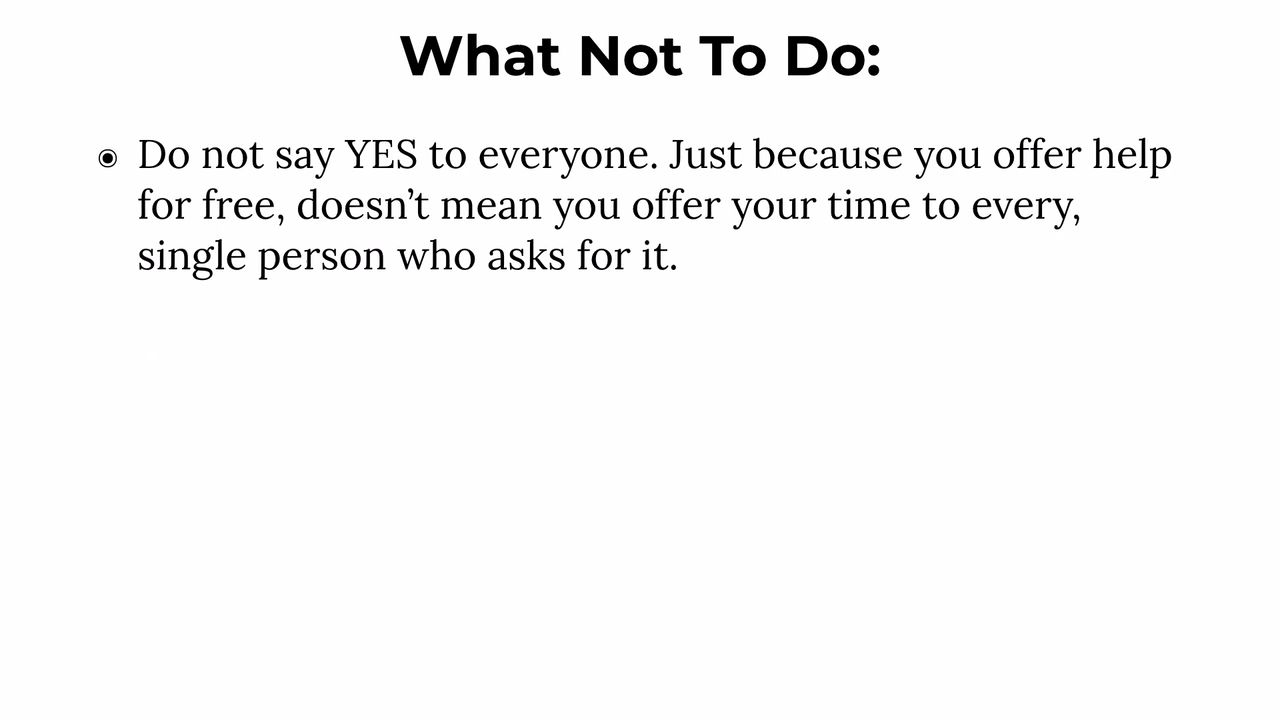 What Not To Do:
◉ Do not say YES to everyone. Just because you offer help
for free, doesn’t mean you offer your time to every,
single person who asks for it.